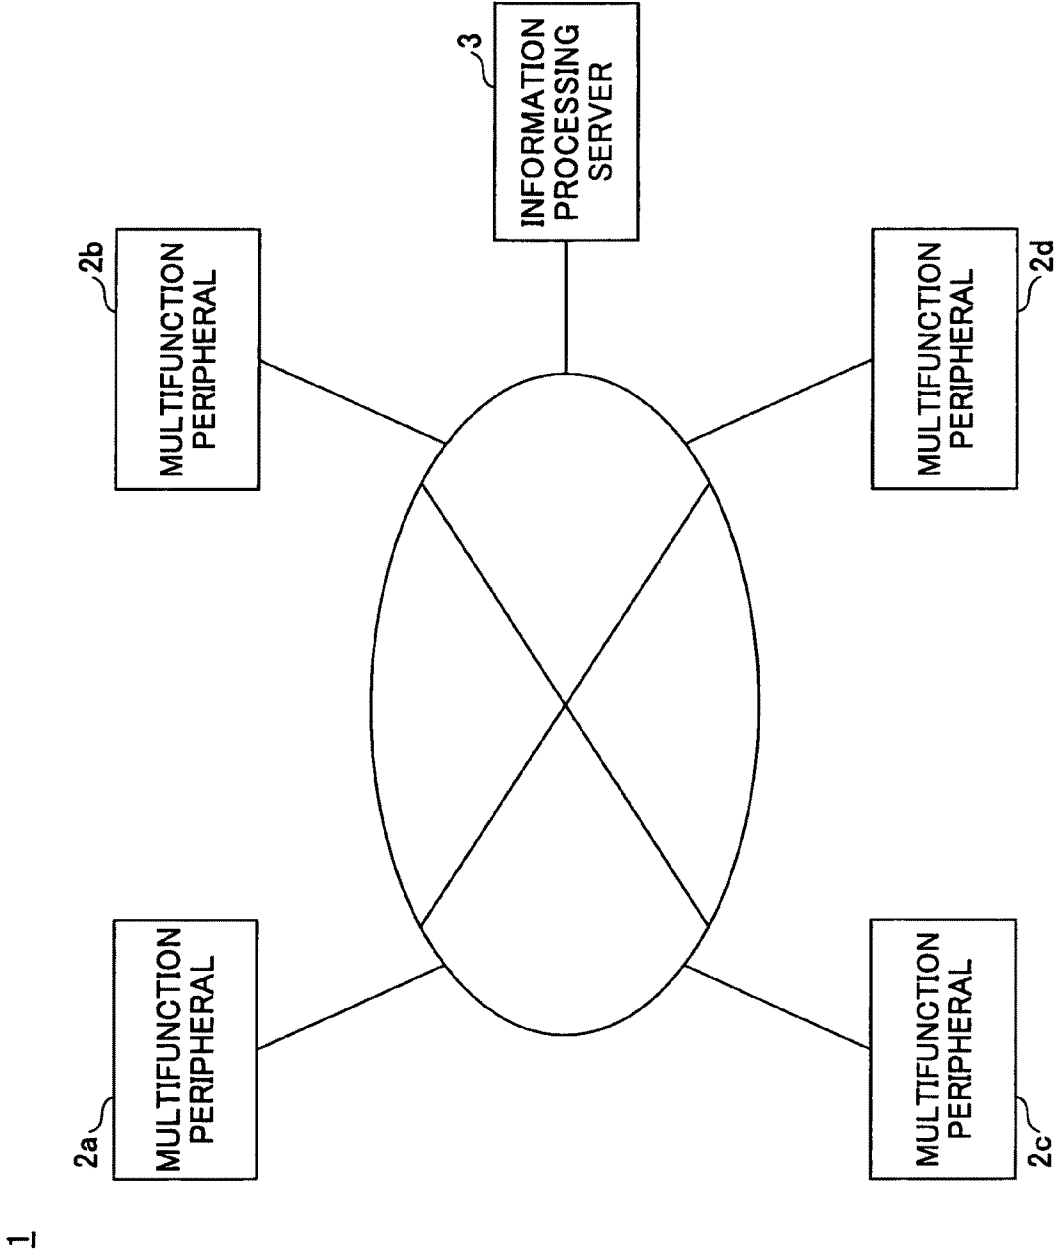 1
2a
MULTIFUNCTION
PERIPHERAL
2b
MULTIFUNCTION
PERIPHERAL
3
INFORMATION
PROCESSING
SERVER
2c
MULTIFUNCTION
PERIPHERAL
2d
MULTIFUNCTION
PERIPHERAL